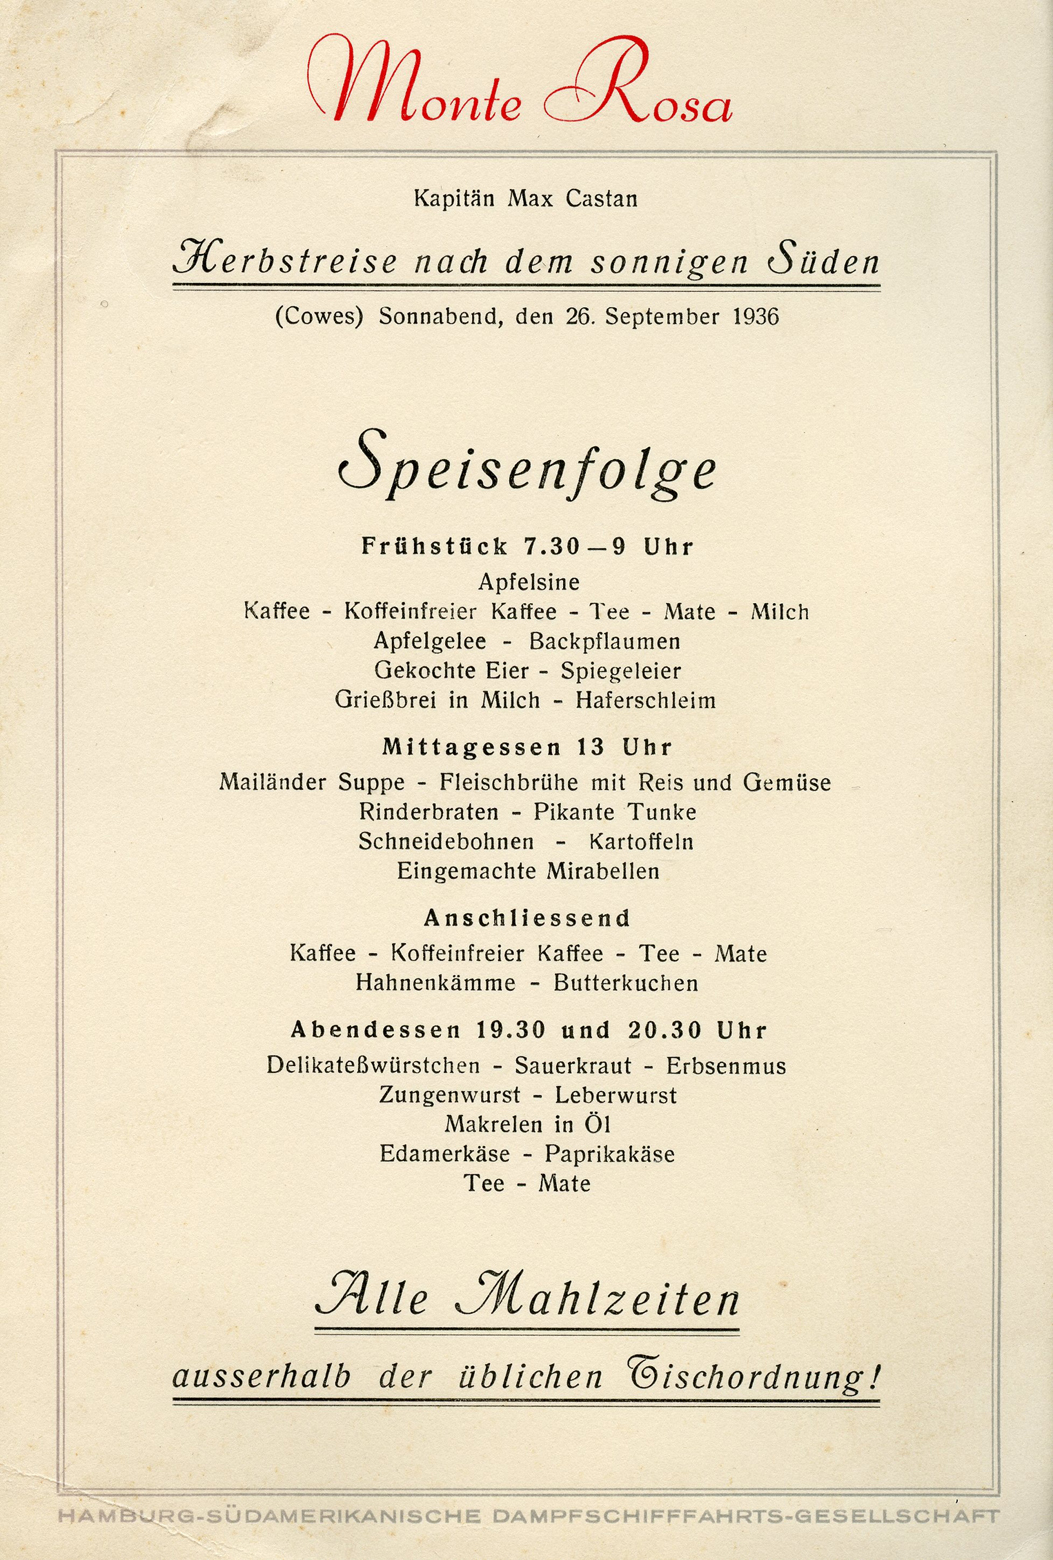 Monte Rosa
Kapitän Max Castan
Herbstreise nach dem sonnigen Süden
(Cowes) Sonnabend, den 26. September 1936
Speisenfolge
Frühstück 7.30 — 9 Uhr
Apfelsine
Kaffee - Koffeinfreier Kaffee - Tee - Mate - Milch
Apfelgelee - Backpflaumen
Gekochte Eier - Spiegeleier
Grießbrei in Milch - Haferschleim
Mittagessen 13 Uhr
Mailänder Suppe - Fleischbrühe mit Reis und Gemüse
Rinderbraten - Pikante Tunke
Schneidebohnen - Kartoffeln
Eingemachte Mirabellen
Anschliessend
Kaffee - Koffeinfreier Kaffee - Tee - Mate
Hahnenkämme - Butterkuchen
Abendessen 19.30 und 20.30 Uhr
Delikateßwürstchen - Sauerkraut - Erbsenmus
Zungenwurst - Leberwurst
Makrelen in Öl
Edamerkäse - Paprikakäse
Tee - Mate
Alle Mahlzeiten
ausserhalb der üblichen Tischordnung!
HAMBURG-SÜDAMERIKANISCHE DAMPFSCHIFFFAHRTS-GESELLSCHAFT